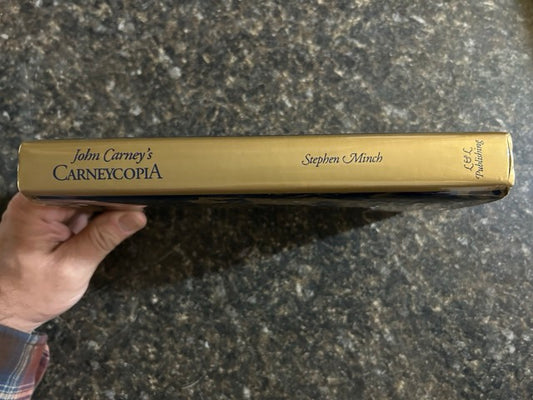 John Carney's
CARNEYCOPIA
Stephen Minch
L&L
Publishing